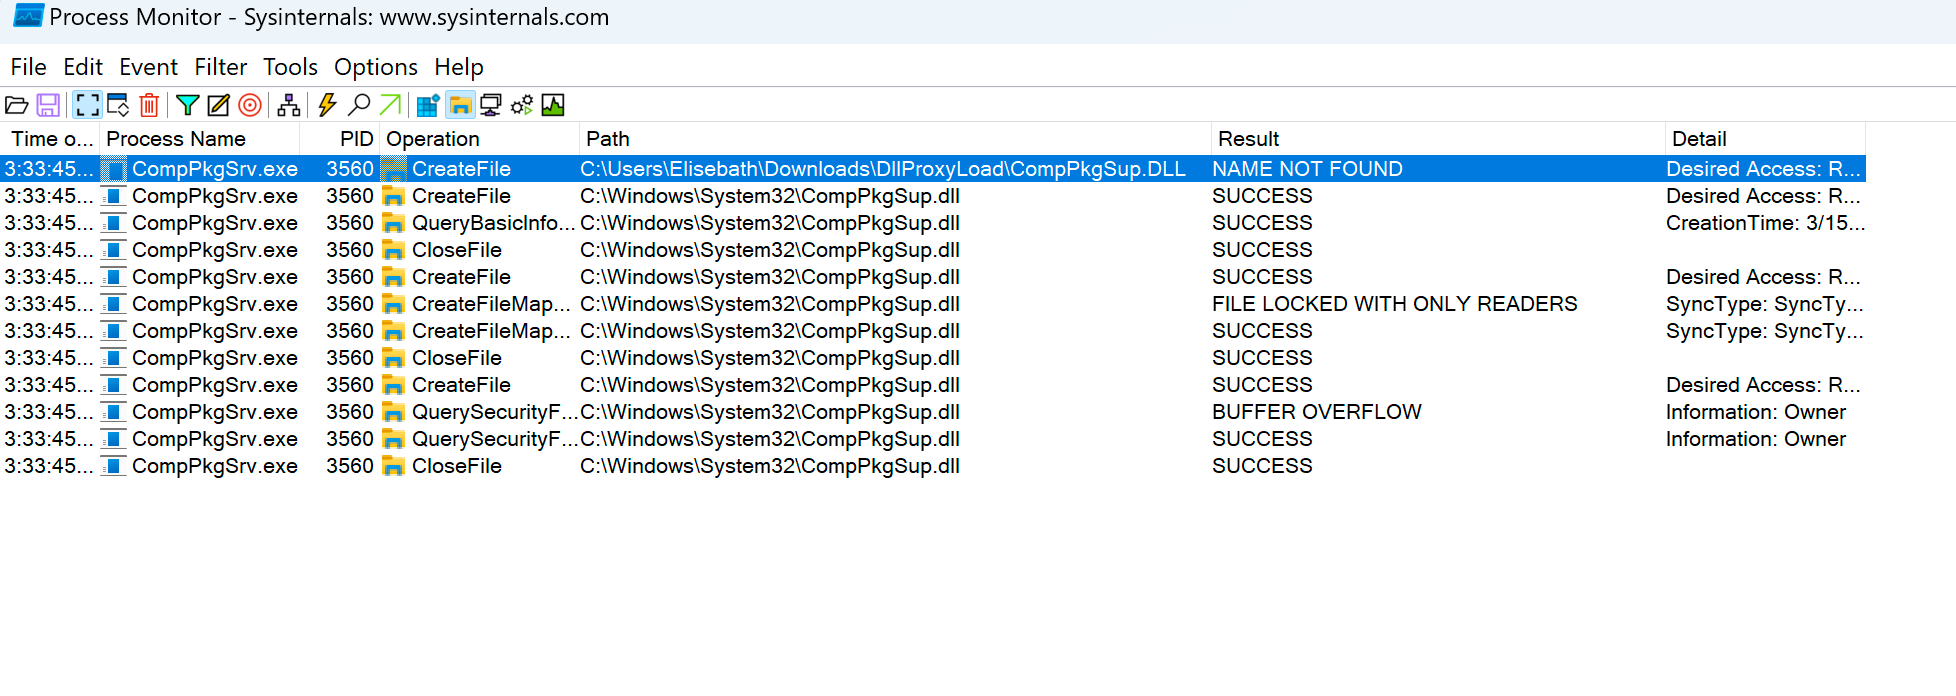 Process Monitor - Sysinternals: www.sysinternals.com
File Edit Event Filter Tools Options Help
Time o... Process Name PID Operation Path Result Detail
3:33:45... CompPkgSrv.exe 3560 CreateFile C:\Users\Elisebath\Downloads\DllProxyLoad\CompPkgSup.DLL NAME NOT FOUND Desired Access: R...
3:33:45... CompPkgSrv.exe 3560 CreateFile C:\Windows\System32\CompPkgSup.dll SUCCESS Desired Access: R...
3:33:45... CompPkgSrv.exe 3560 QueryBasicInfo... C:\Windows\System32\CompPkgSup.dll SUCCESS CreationTime: 3/15...
3:33:45... CompPkgSrv.exe 3560 CloseFile C:\Windows\System32\CompPkgSup.dll SUCCESS
3:33:45... CompPkgSrv.exe 3560 CreateFile C:\Windows\System32\CompPkgSup.dll SUCCESS Desired Access: R...
3:33:45... CompPkgSrv.exe 3560 CreateFileMap... C:\Windows\System32\CompPkgSup.dll FILE LOCKED WITH ONLY READERS SyncType: SyncTy...
3:33:45... CompPkgSrv.exe 3560 CreateFileMap... C:\Windows\System32\CompPkgSup.dll SUCCESS SyncType: SyncTy...
3:33:45... CompPkgSrv.exe 3560 CloseFile C:\Windows\System32\CompPkgSup.dll SUCCESS
3:33:45... CompPkgSrv.exe 3560 CreateFile C:\Windows\System32\CompPkgSup.dll SUCCESS Desired Access: R...
3:33:45... CompPkgSrv.exe 3560 QuerySecurityF... C:\Windows\System32\CompPkgSup.dll BUFFER OVERFLOW Information: Owner
3:33:45... CompPkgSrv.exe 3560 QuerySecurityF... C:\Windows\System32\CompPkgSup.dll SUCCESS Information: Owner
3:33:45... CompPkgSrv.exe 3560 CloseFile C:\Windows\System32\CompPkgSup.dll SUCCESS